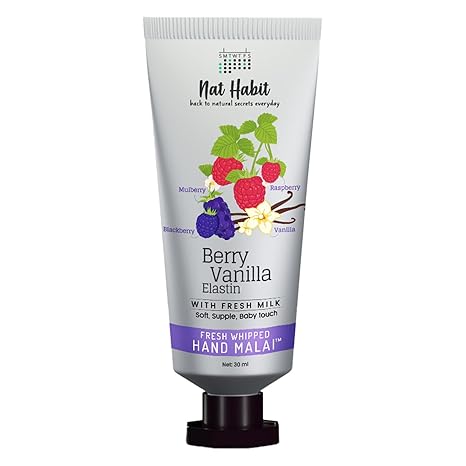 SMTWTFS
Nat Habit
back to natural secrets everyday
Mulberry
Raspberry
Blackberry
Vanilla
Berry
Vanilla
Elastin
WITH FRESH MILK
Soft, Supple, Baby touch
FRESH WHIPPED
HAND MALAI™
Net: 30 ml